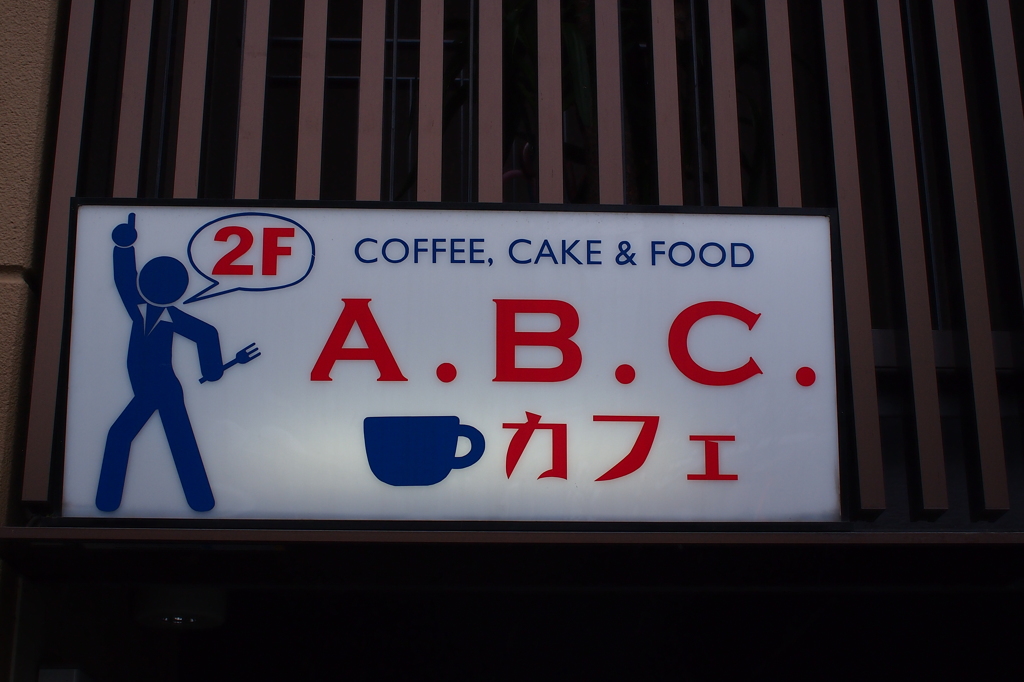 2F
COFFEE, CAKE & FOOD
A.B.C.
カフェ